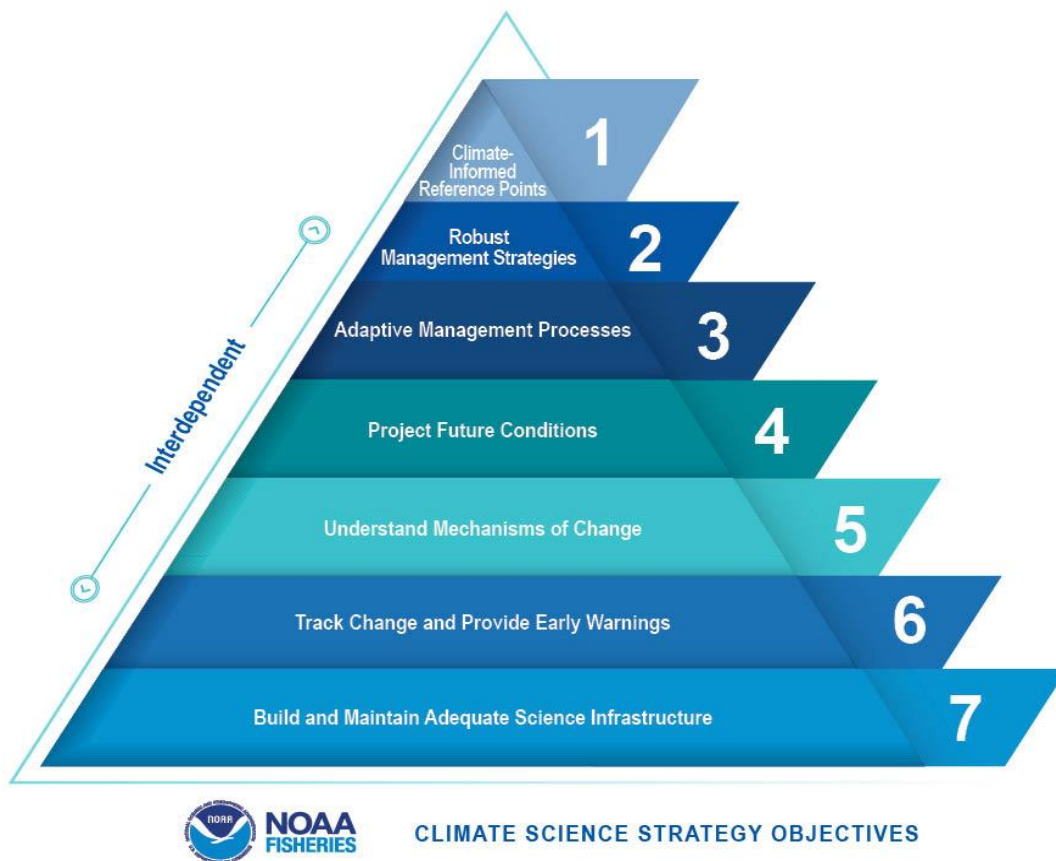 Climate-
Informed
Reference Points
1
Robust
Management Strategies
2
Adaptive Management Processes
3
Project Future Conditions
4
Understand Mechanisms of Change
5
Track Change and Provide Early Warnings
6
Build and Maintain Adequate Science Infrastructure
7
Interdependent
NOAA
NOAA
FISHERIES
CLIMATE SCIENCE STRATEGY OBJECTIVES